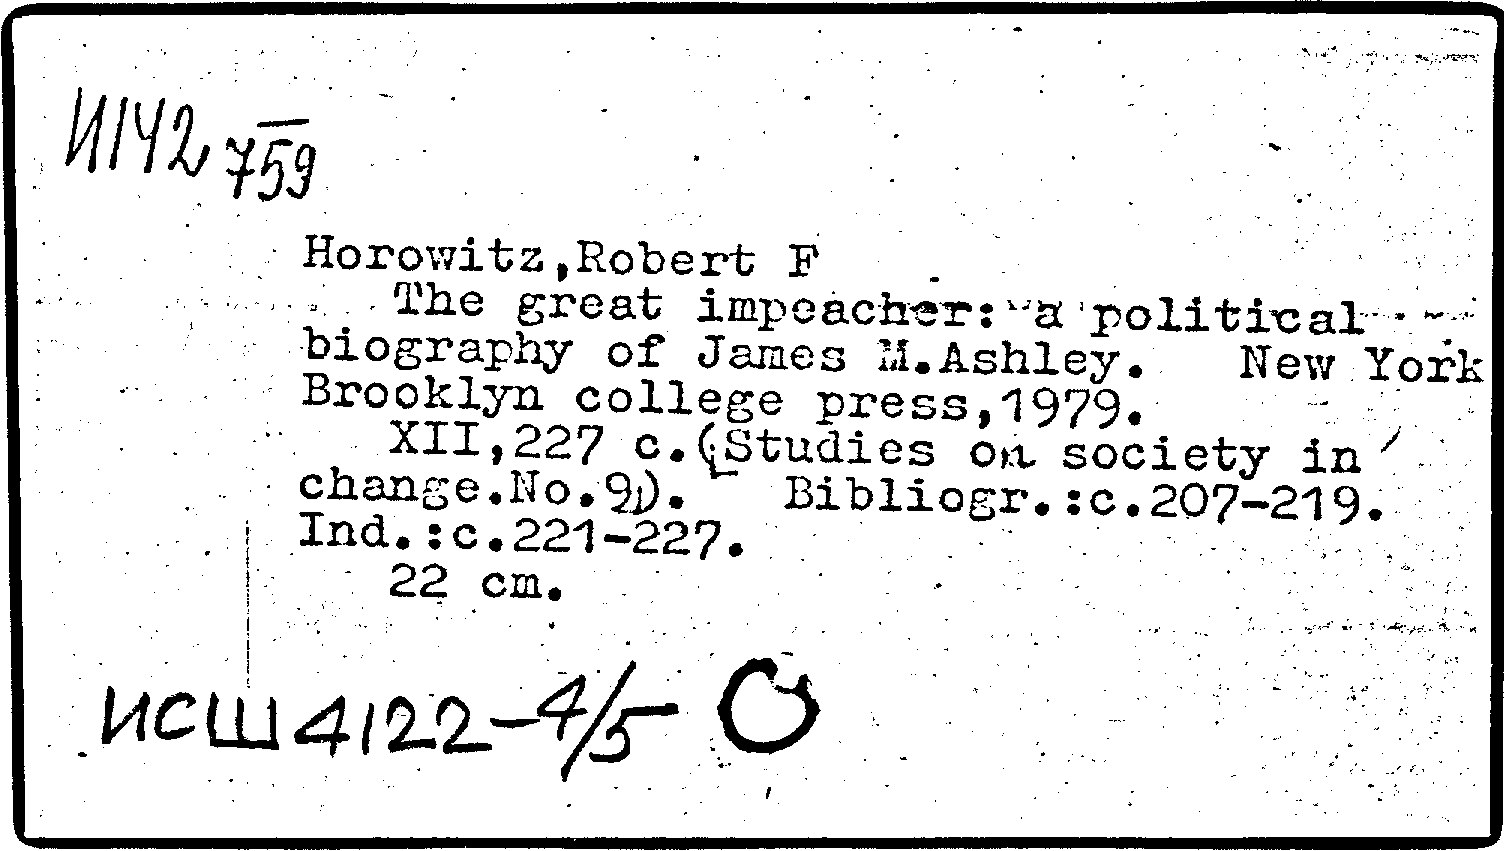 И142
759
Horowitz,Robert F
The great impeacher: a political
biography of James M.Ashley. New York
Brooklyn college press,1979.
XII,227 c.(Studies on society in
change.No.9). Bibliogr.:c.207-219.
Ind.:c.221-227.
22 cm.
ИСШ 4122-4/5